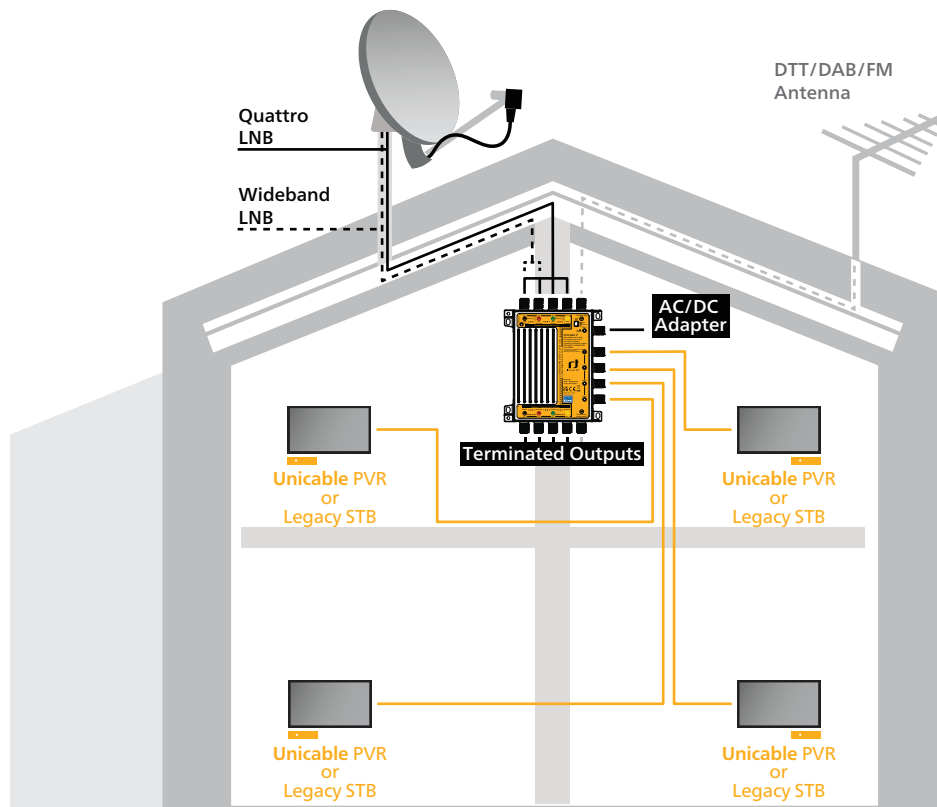 DTT/DAB/FM
Antenna
Quattro
LNB
Wideband
LNB
AC/DC
Adapter
Terminated Outputs
Unicable PVR
or
Legacy STB
Unicable PVR
or
Legacy STB
Unicable PVR
or
Legacy STB
Unicable PVR
or
Legacy STB